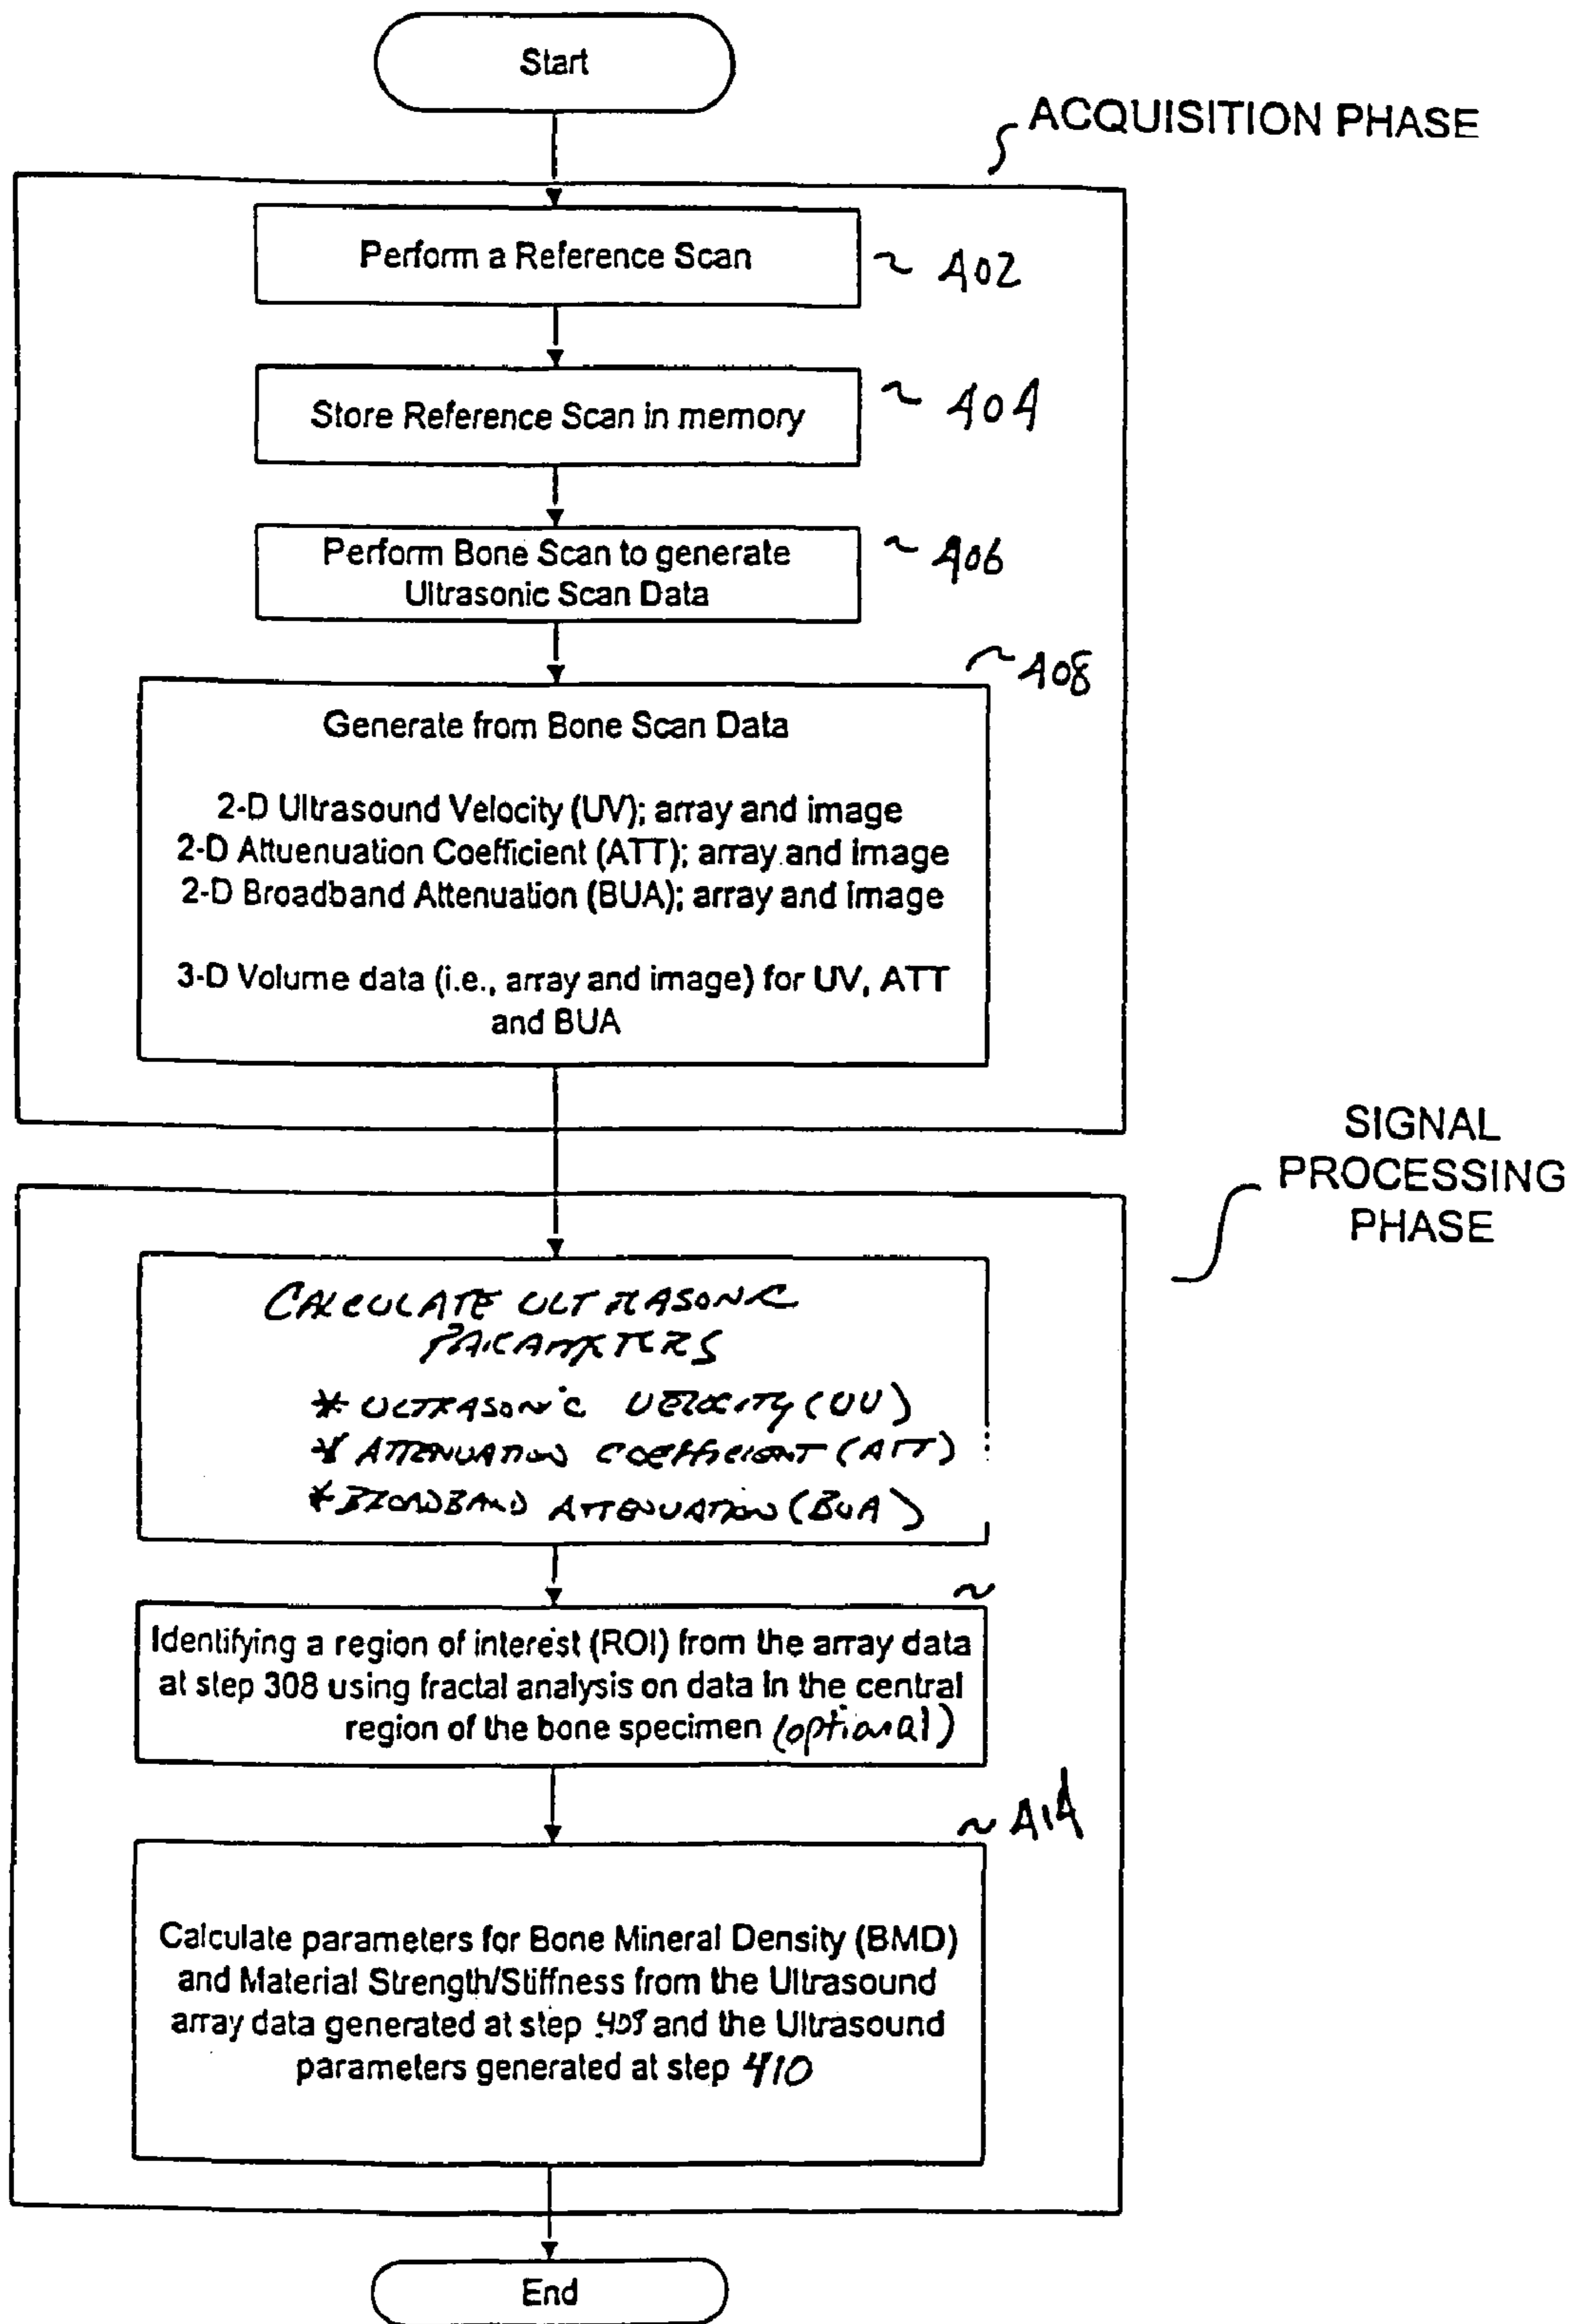 Start
ACQUISITION PHASE
Perform a Reference Scan
402
Store Reference Scan in memory
404
Perform Bone Scan to generate
Ultrasonic Scan Data
406
408
Generate from Bone Scan Data
2-D Ultrasound Velocity (UV); array and image
2-D Attuenuation Coefficient (ATT); array and image
2-D Broadband Attenuation (BUA); array and image
3-D Volume data (i.e., array and image) for UV, ATT
and BUA
SIGNAL
PROCESSING
PHASE
CALCULATE ULTRASONIC
PARAMETERS
* ULTRASONIC VELOCITY (UV)
* ATTENUATION COEFFICIENT (ATT)
* BROADBAND ATTENUATION (BUA)
Identifying a region of interest (ROI) from the array data
at step 308 using fractal analysis on data in the central
region of the bone specimen (optional)
414
Calculate parameters for Bone Mineral Density (BMD)
and Material Strength/Stiffness from the Ultrasound
array data generated at step and the Ultrasound
parameters generated at step 410
End